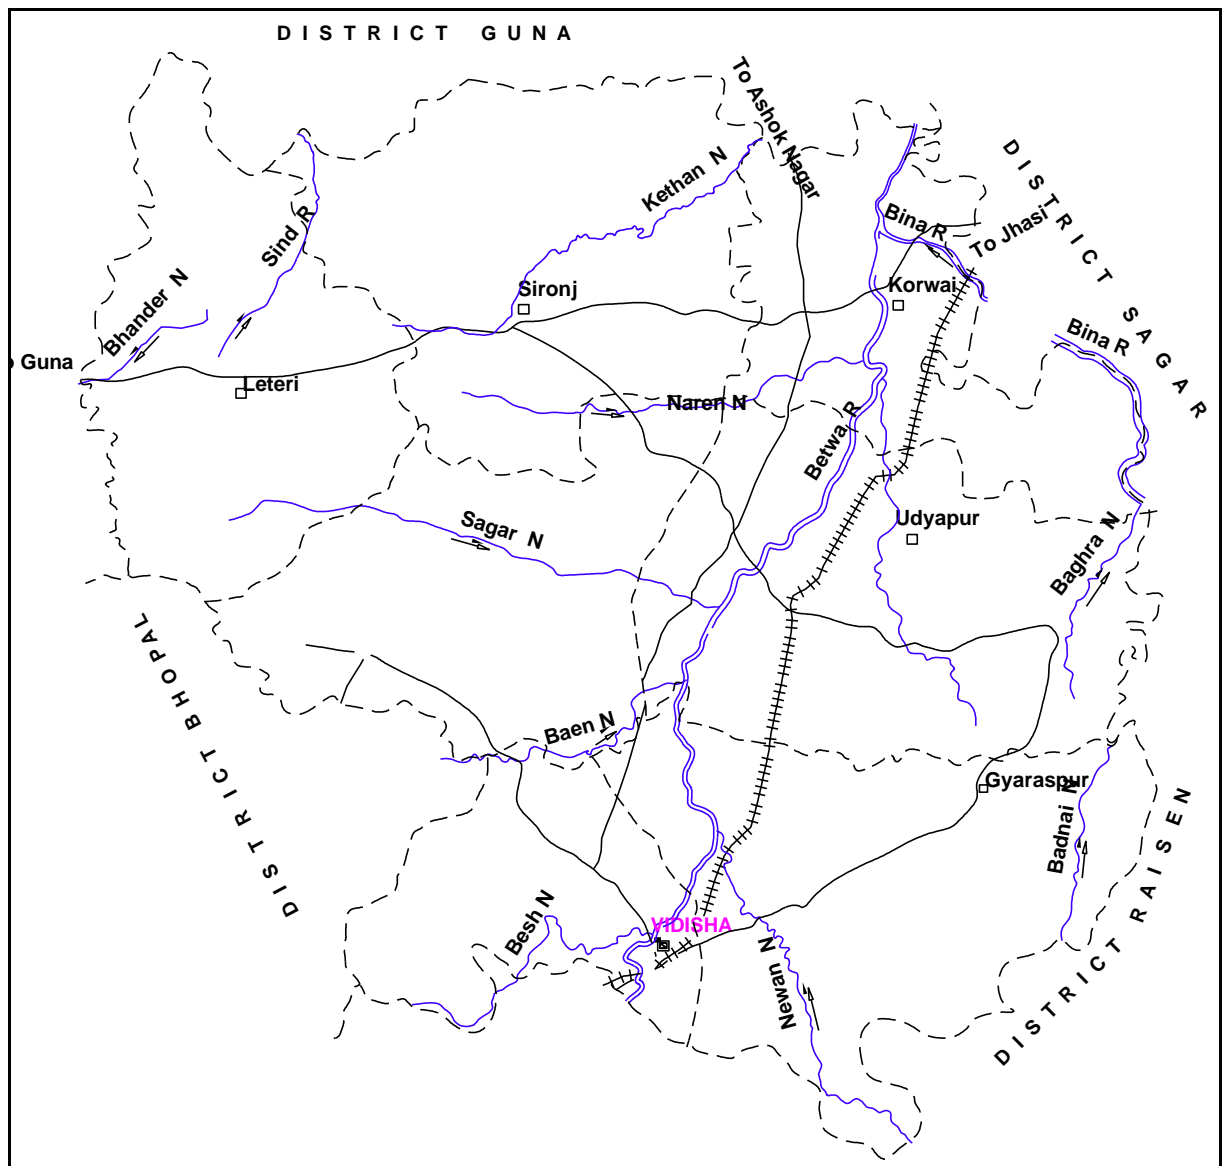 DISTRICT GUNA
To Ashok Nagar
DISTRICT SAGAR
Kethan N
Bina R
To Jhasi
Sind R
Bhander N
Sironj
Korwai
Bina R
Guna
Leteri
Naren N
Betwa R
Sagar N
Udyapur
Baghra N
DISTRICT BHOPAL
Baen N
Gyaraspur
Badnai N
DISTRICT RAISEN
Besh N
VIDISHA
Newan N